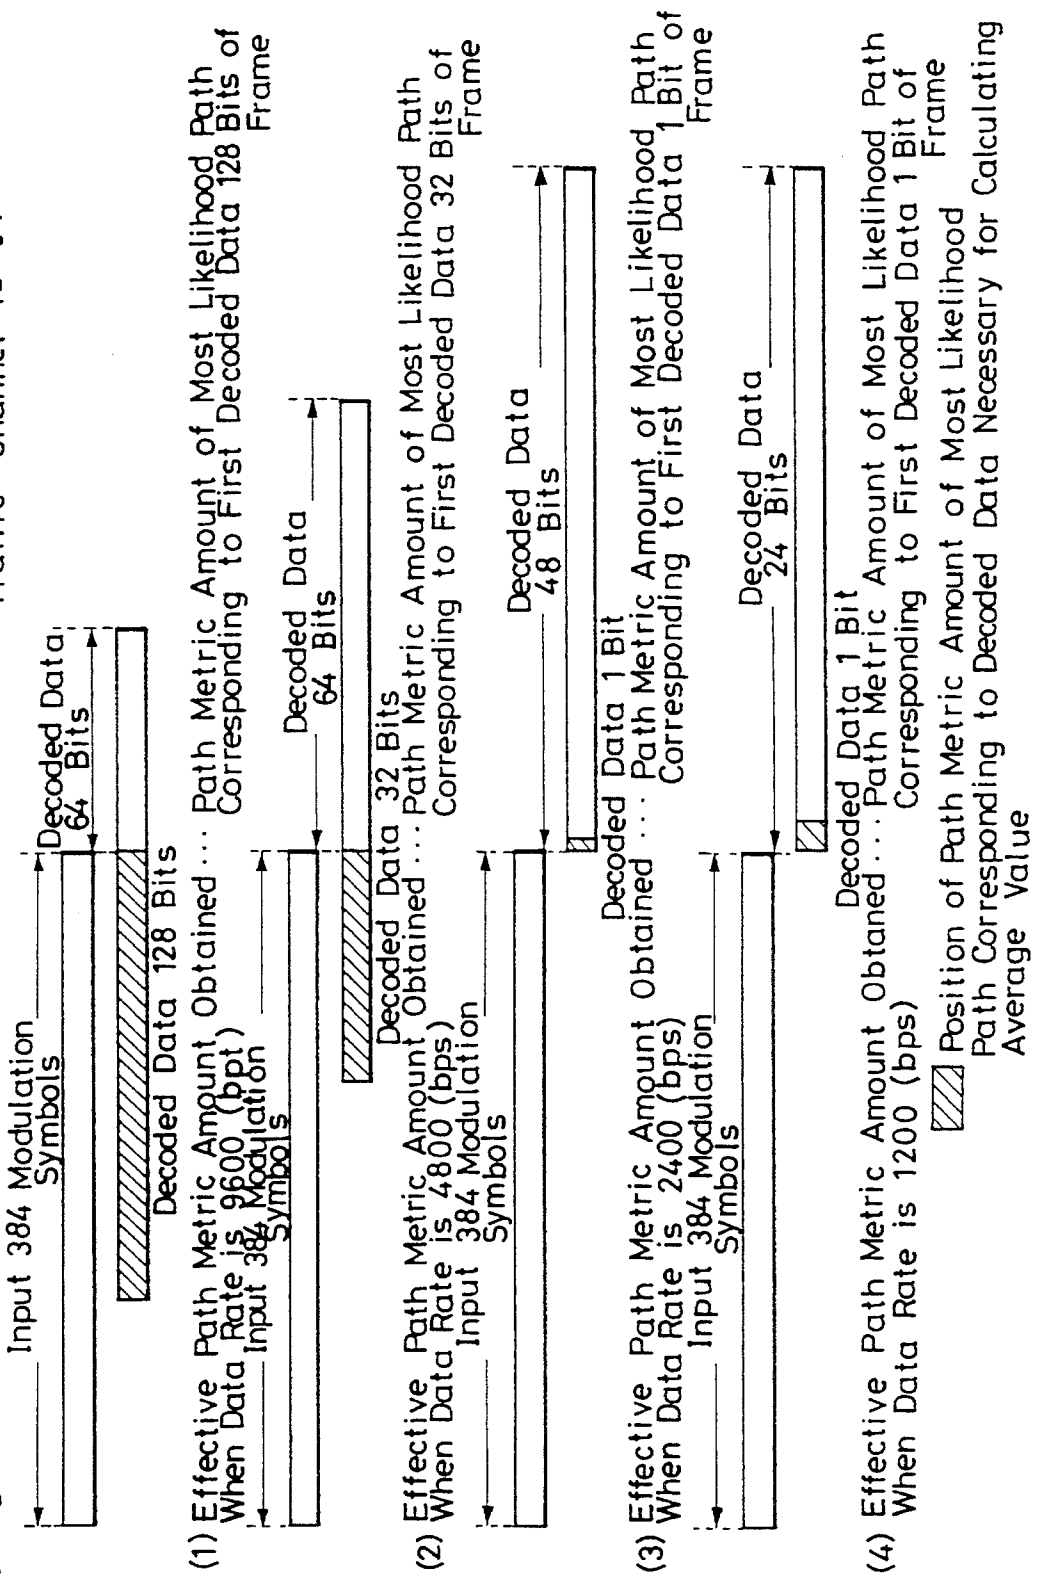 Input 384 Modulation
Symbols
Decoded Data
64 Bits
Decoded Data 128 Bits
(1) Effective Path Metric Amount Obtained ... Path Metric Amount of Most Likelihood Path
When Data Rate is 9600 (bpt)
Corresponding to First Decoded Data 128 Bits of
Frame
Input 384 Modulation
Symbols
Decoded Data
64 Bits
Decoded Data 32 Bits
(2) Effective Path Metric Amount Obtained ... Path Metric Amount of Most Likelihood Path
When Data Rate is 4800 (bps)
Corresponding to First Decoded Data 32 Bits of
Frame
Input 384 Modulation
Symbols
Decoded Data
48 Bits
Decoded Data 1 Bit
(3) Effective Path Metric Amount Obtained ... Path Metric Amount of Most Likelihood Path
When Data Rate is 2400 (bps)
Corresponding to First Decoded Data 1 Bit of
Frame
Input 384 Modulation
Symbols
Decoded Data
24 Bits
Decoded Data 1 Bit
(4) Effective Path Metric Amount Obtaned ... Path Metric Amount of Most Likelihood Path
When Data Rate is 1200 (bps)
Corresponding to First Decoded Data 1 Bit of
Frame
Position of Path Metric Amount of Most Likelihood
Path Corresponding to Decoded Data Necessary for Calculating
Average Value